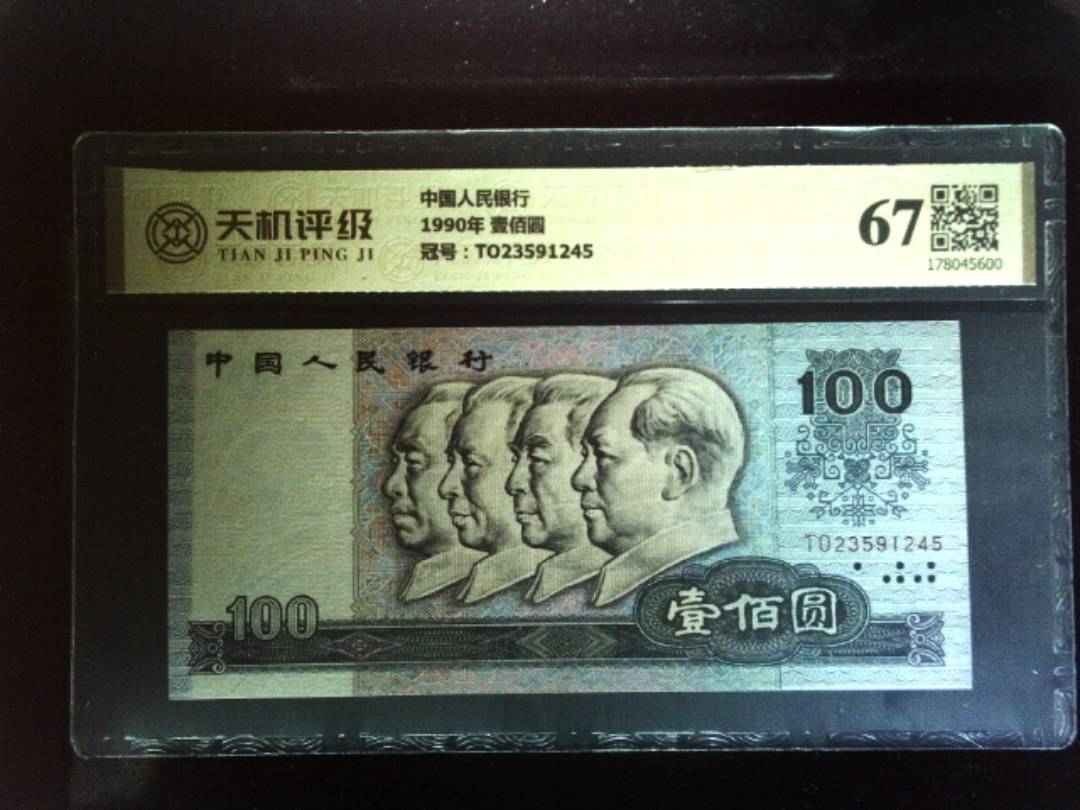 天机评级
TIAN JI PING JI
中国人民银行
1990年 壹佰圆
冠号：TO23591245
67
178045600
中国人民银行
100
TO23591245
100
壹佰圆